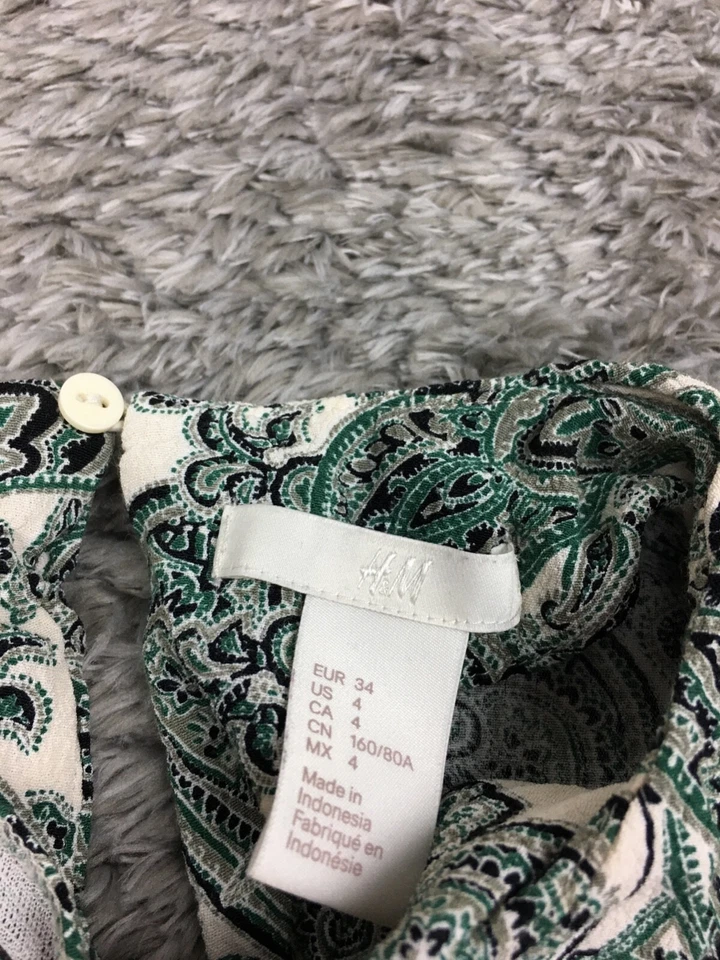 H&M
EUR 34
US 4
CA 4
CN 160/80A
MX 4
Made in
Indonesia
Fabriqué en
Indonésie